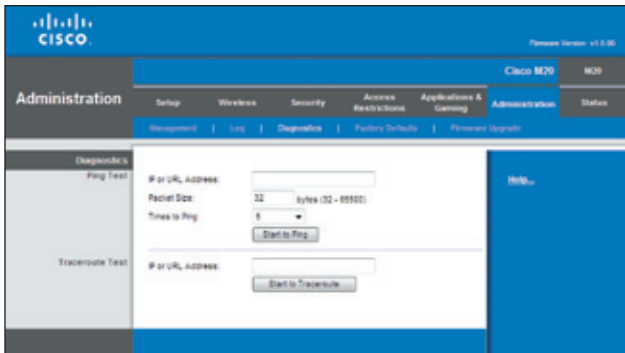 CISCO
Firmware Version: v1.0.00
Cisco M20
M20
Administration
Setup
Wireless
Security
Access Restrictions
Applications & Gaming
Administration
Status
Management | Log | Diagnostics | Factory Defaults | Firmware Upgrade
Diagnostics
Ping Test
IP or URL Address:
Packet Size: 32 bytes (32 - 65500)
Times to Ping: 5
Start to Ping
Help...
Traceroute Test
IP or URL Address:
Start to Traceroute